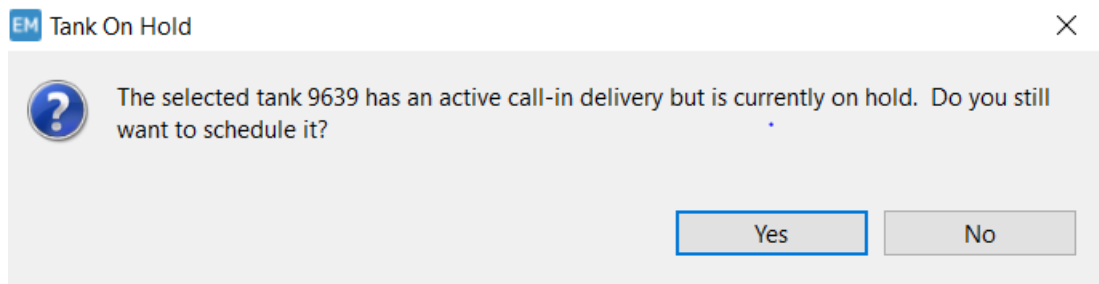 EM Tank On Hold
The selected tank 9639 has an active call-in delivery but is currently on hold.  Do you still
want to schedule it?
Yes No